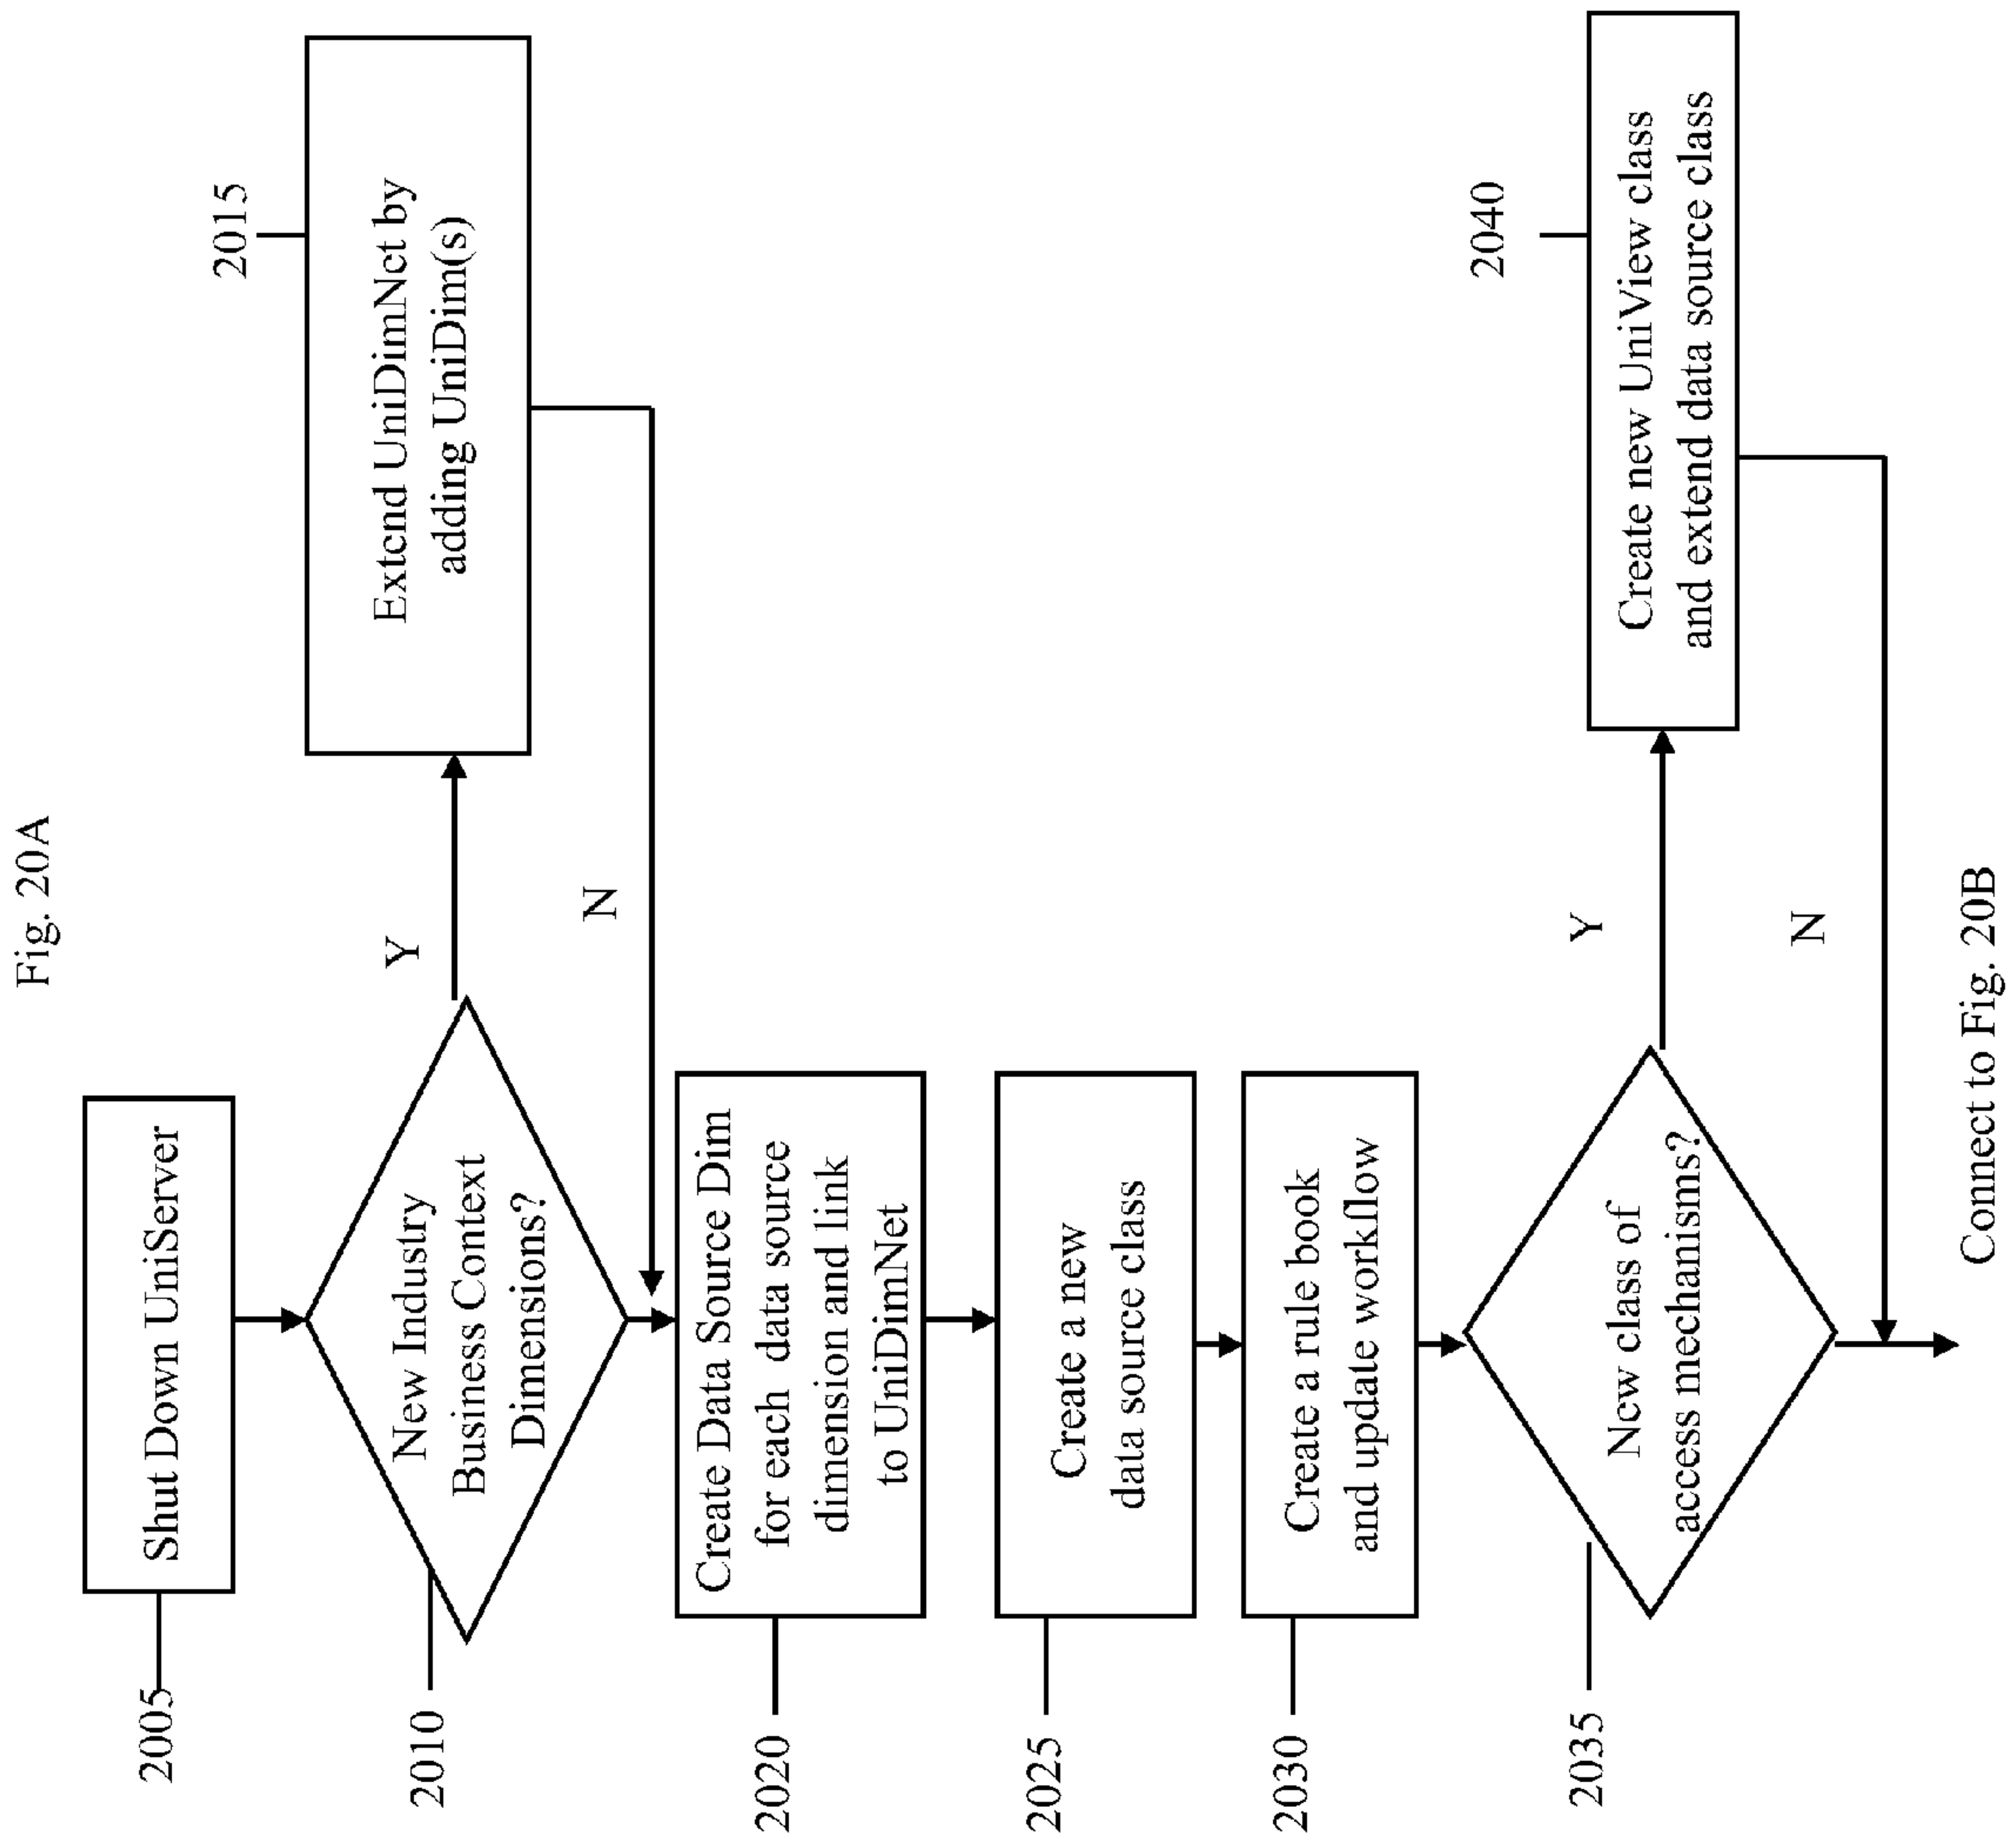 Fig. 20A
2005
Shut Down UniServer
2010
New Industry
Business Context
Dimensions?
Y
N
2015
Extend UniDimNet by
adding UniDim(s)
2020
Create Data Source Dim
for each data source
dimension and link
to UniDimNet
2025
Create a new
data source class
2030
Create a rule book
and update workflow
2035
New class of
access mechanisms?
Y
N
2040
Create new UniView class
and extend data source class
Connect to Fig. 20B